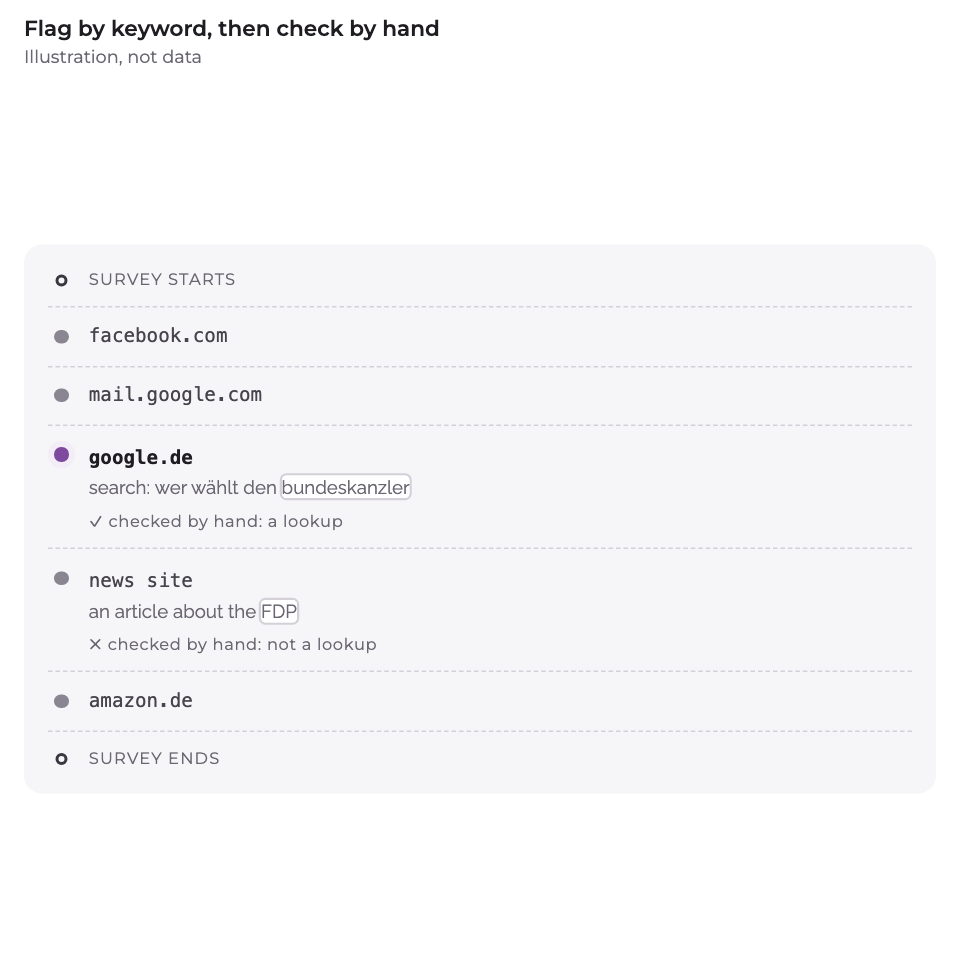 Flag by keyword, then check by hand
Illustration, not data
SURVEY STARTS
facebook.com
mail.google.com
google.de
search: wer wählt den bundeskanzler
✓ checked by hand: a lookup
news site
an article about the FDP
✕ checked by hand: not a lookup
amazon.de
SURVEY ENDS